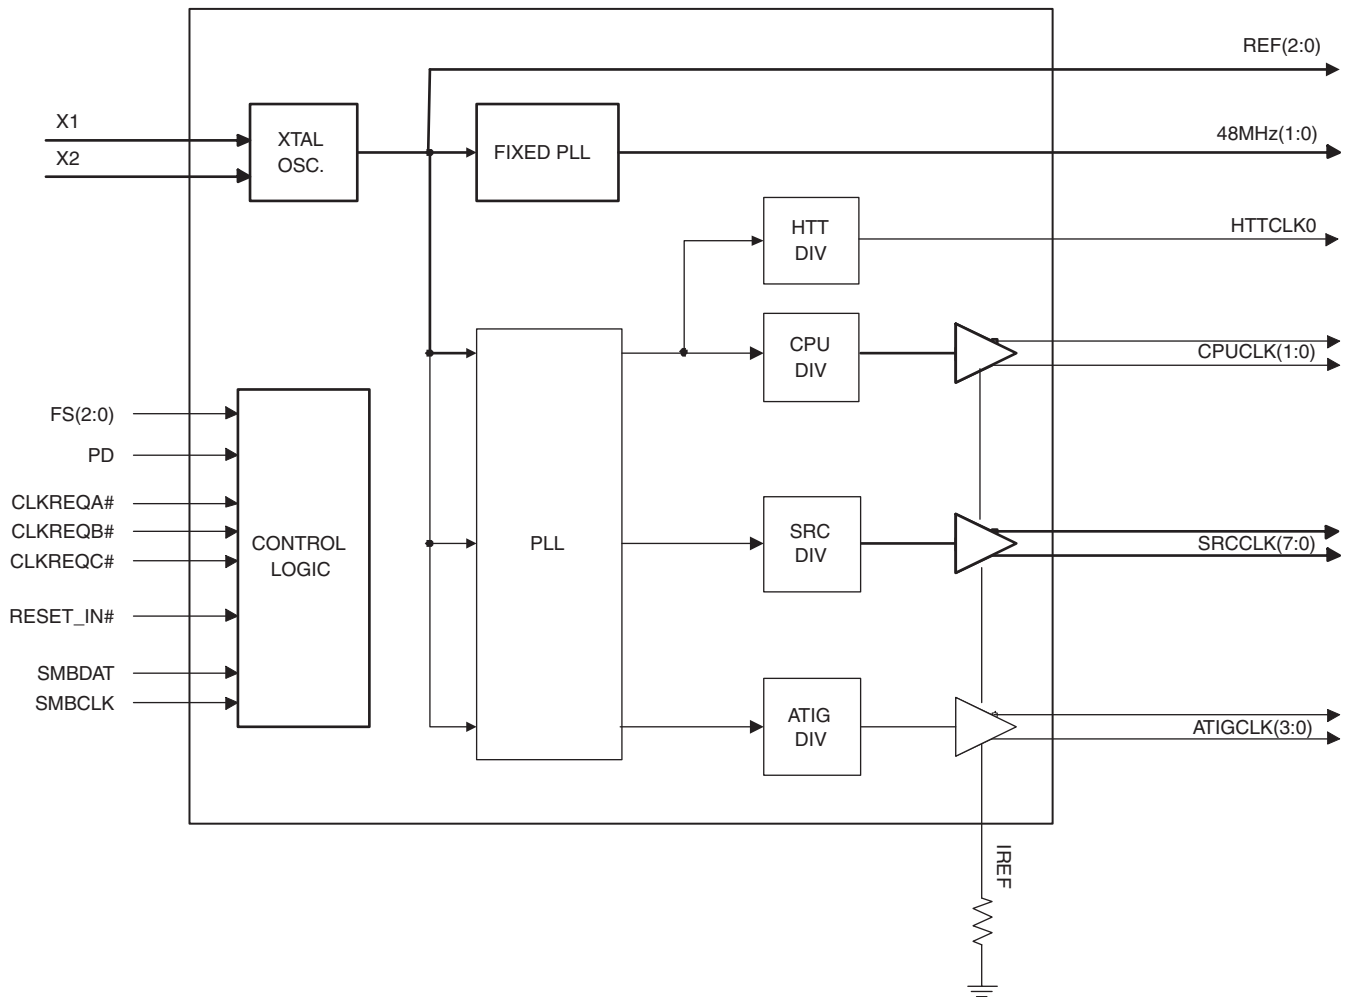 REF(2:0)
X1
X2
XTAL
OSC.
FIXED PLL
48MHz(1:0)
HTT
DIV
HTTCLK0
CPU
DIV
CPUCLK(1:0)
FS(2:0)
PD
CLKREQA#
CLKREQB#
CLKREQC#
RESET_IN#
SMBDAT
SMBCLK
CONTROL
LOGIC
PLL
SRC
DIV
SRCCLK(7:0)
ATIG
DIV
ATIGCLK(3:0)
IREF